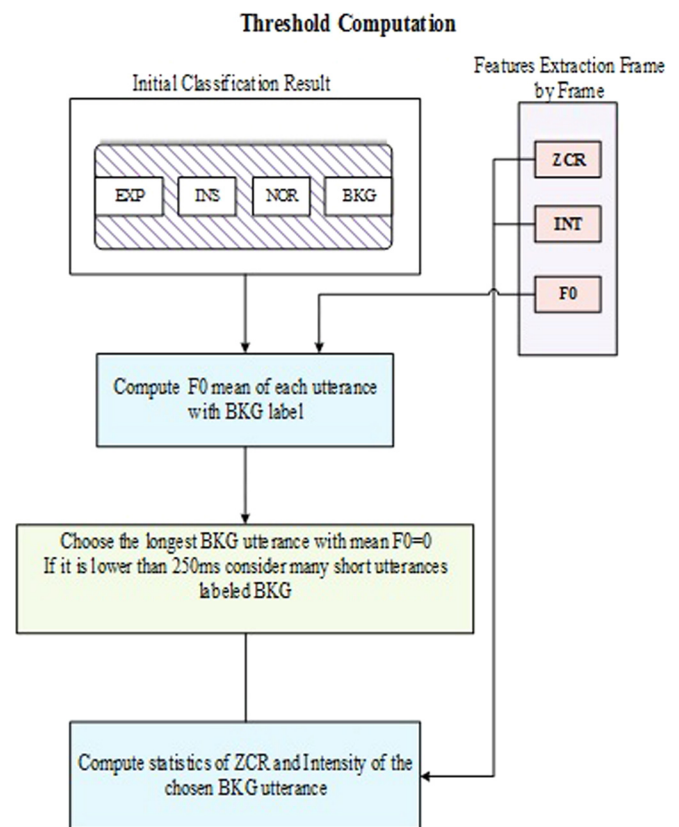 Threshold Computation
Initial Classification Result
EXP
INS
NOR
BKG
Features Extraction Frame
by Frame
ZCR
INT
F0
Compute F0 mean of each utterance
with BKG label
Choose the longest BKG utterance with mean F0=0
If it is lower than 250ms consider many short utterances
labeled BKG
Compute statistics of ZCR and Intensity of the
chosen BKG utterance